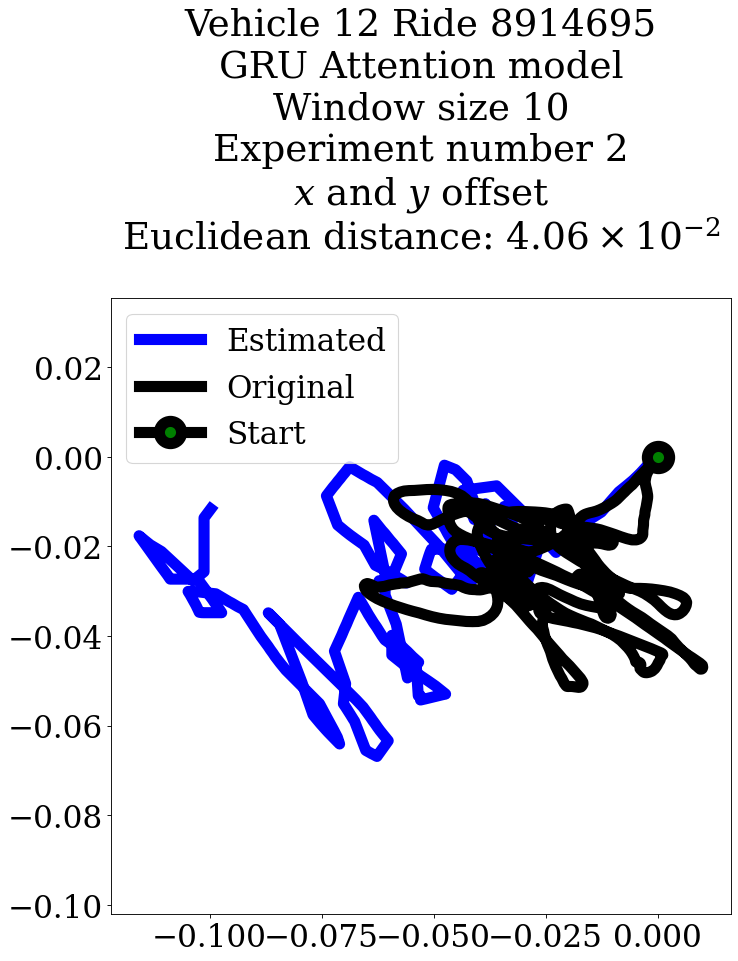 Vehicle 12 Ride 8914695
GRU Attention model
Window size 10
Experiment number 2
x and y offset
Euclidean distance: 4.06 × 10⁻²
Estimated
Original
Start
0.02
0.00
−0.02
−0.04
−0.06
−0.08
−0.10
−0.100 −0.075 −0.050 −0.025 0.000